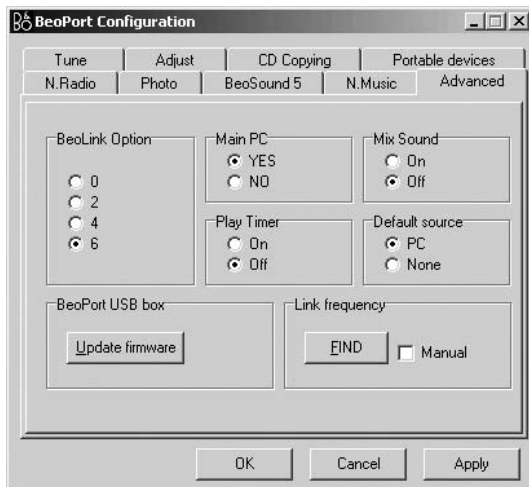 B&O BeoPort Configuration
Tune Adjust CD Copying Portable devices
N.Radio Photo BeoSound 5 N.Music Advanced
BeoLink Option
0
2
4
6
Main PC
YES
NO
Mix Sound
On
Off
Play Timer
On
Off
Default source
PC
None
BeoPort USB box
Update firmware
Link frequency
FIND Manual
OK Cancel Apply